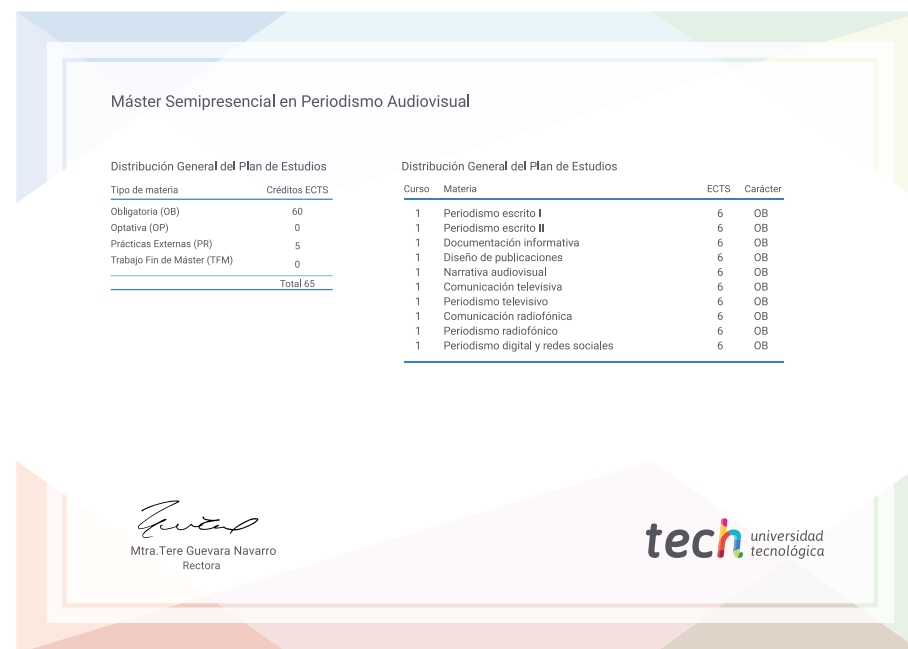 Máster Semipresencial en Periodismo Audiovisual
Distribución General del Plan de Estudios
Tipo de materia Créditos ECTS
Obligatoria (OB) 60
Optativa (OP) 0
Prácticas Externas (PR) 5
Trabajo Fin de Máster (TFM) 0
Total 65
Distribución General del Plan de Estudios
Curso Materia ECTS Carácter
1 Periodismo escrito I 6 OB
1 Periodismo escrito II 6 OB
1 Documentación informativa 6 OB
1 Diseño de publicaciones 6 OB
1 Narrativa audiovisual 6 OB
1 Comunicación televisiva 6 OB
1 Periodismo televisivo 6 OB
1 Comunicación radiofónica 6 OB
1 Periodismo radiofónico 6 OB
1 Periodismo digital y redes sociales 6 OB
Mtra.Tere Guevara Navarro
Rectora
tech universidad
tecnológica